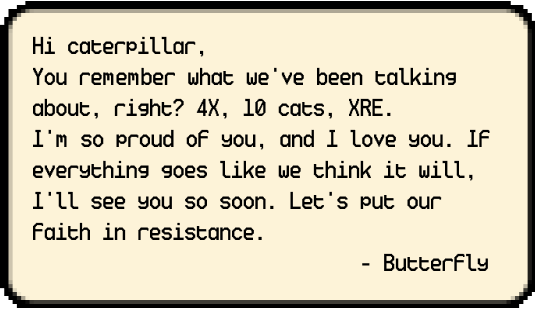 Hi caterpillar,
You remember what we've been talking
about, right? 4X, 10 cats, XRE.
I'm so proud of you, and I love you. If
everything goes like we think it will,
I'll see you so soon. Let's put our
faith in resistance.
- Butterfly